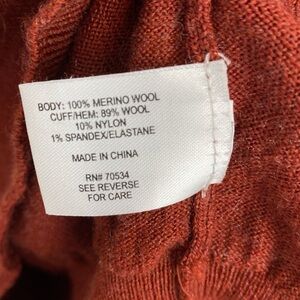 BODY: 100% MERINO WOOL
CUFF/HEM: 89% WOOL
10% NYLON
1% SPANDEX/ELASTANE
MADE IN CHINA
RN# 70534
SEE REVERSE
FOR CARE